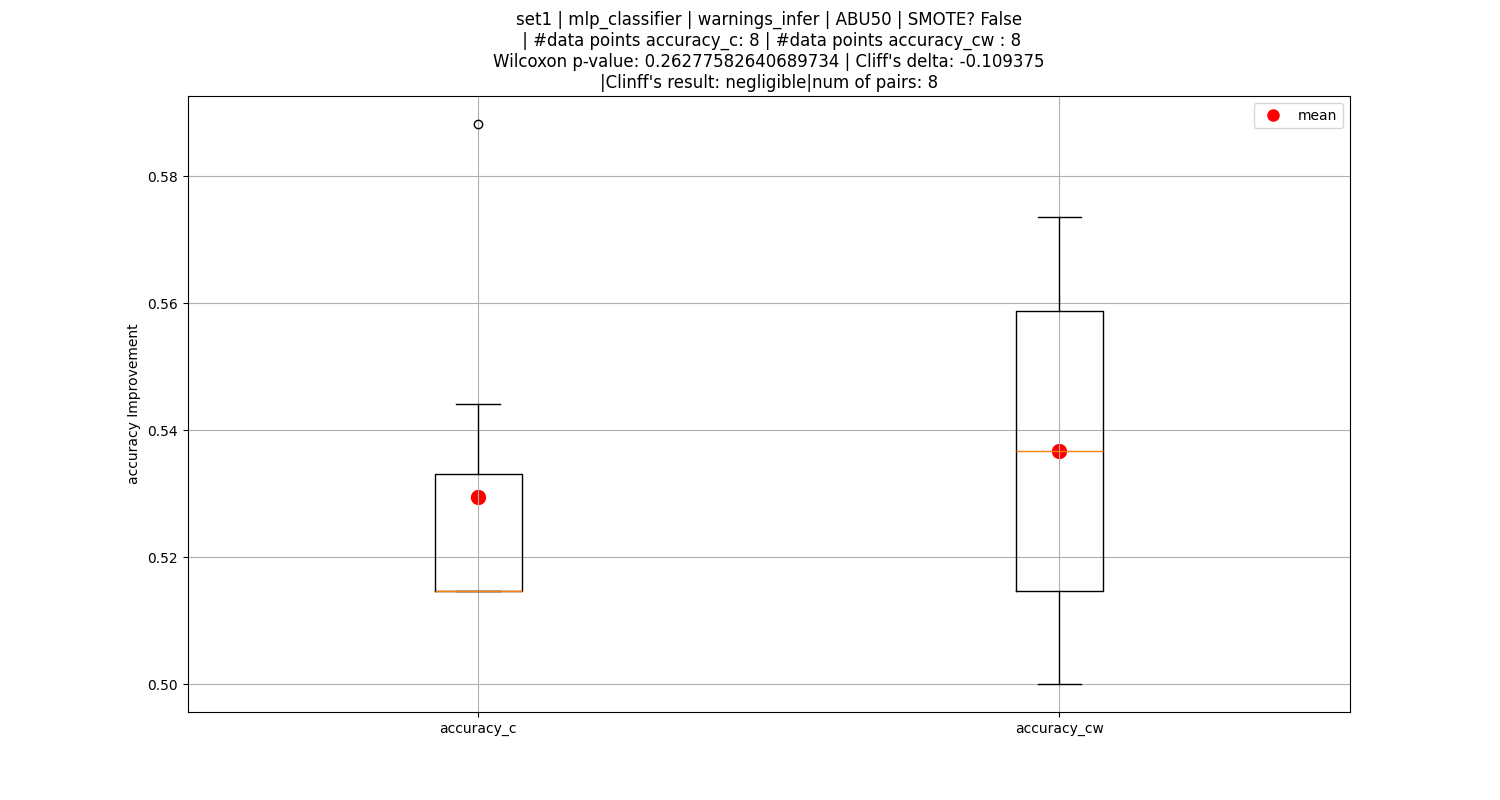 set1 | mlp_classifier | warnings_infer | ABU50 | SMOTE? False
| #data points accuracy_c: 8 | #data points accuracy_cw : 8
Wilcoxon p-value: 0.26277582640689734 | Cliff's delta: -0.109375
|Clinff's result: negligible|num of pairs: 8
mean
0.58
0.56
0.54
0.52
0.50
accuracy Improvement
accuracy_c
accuracy_cw